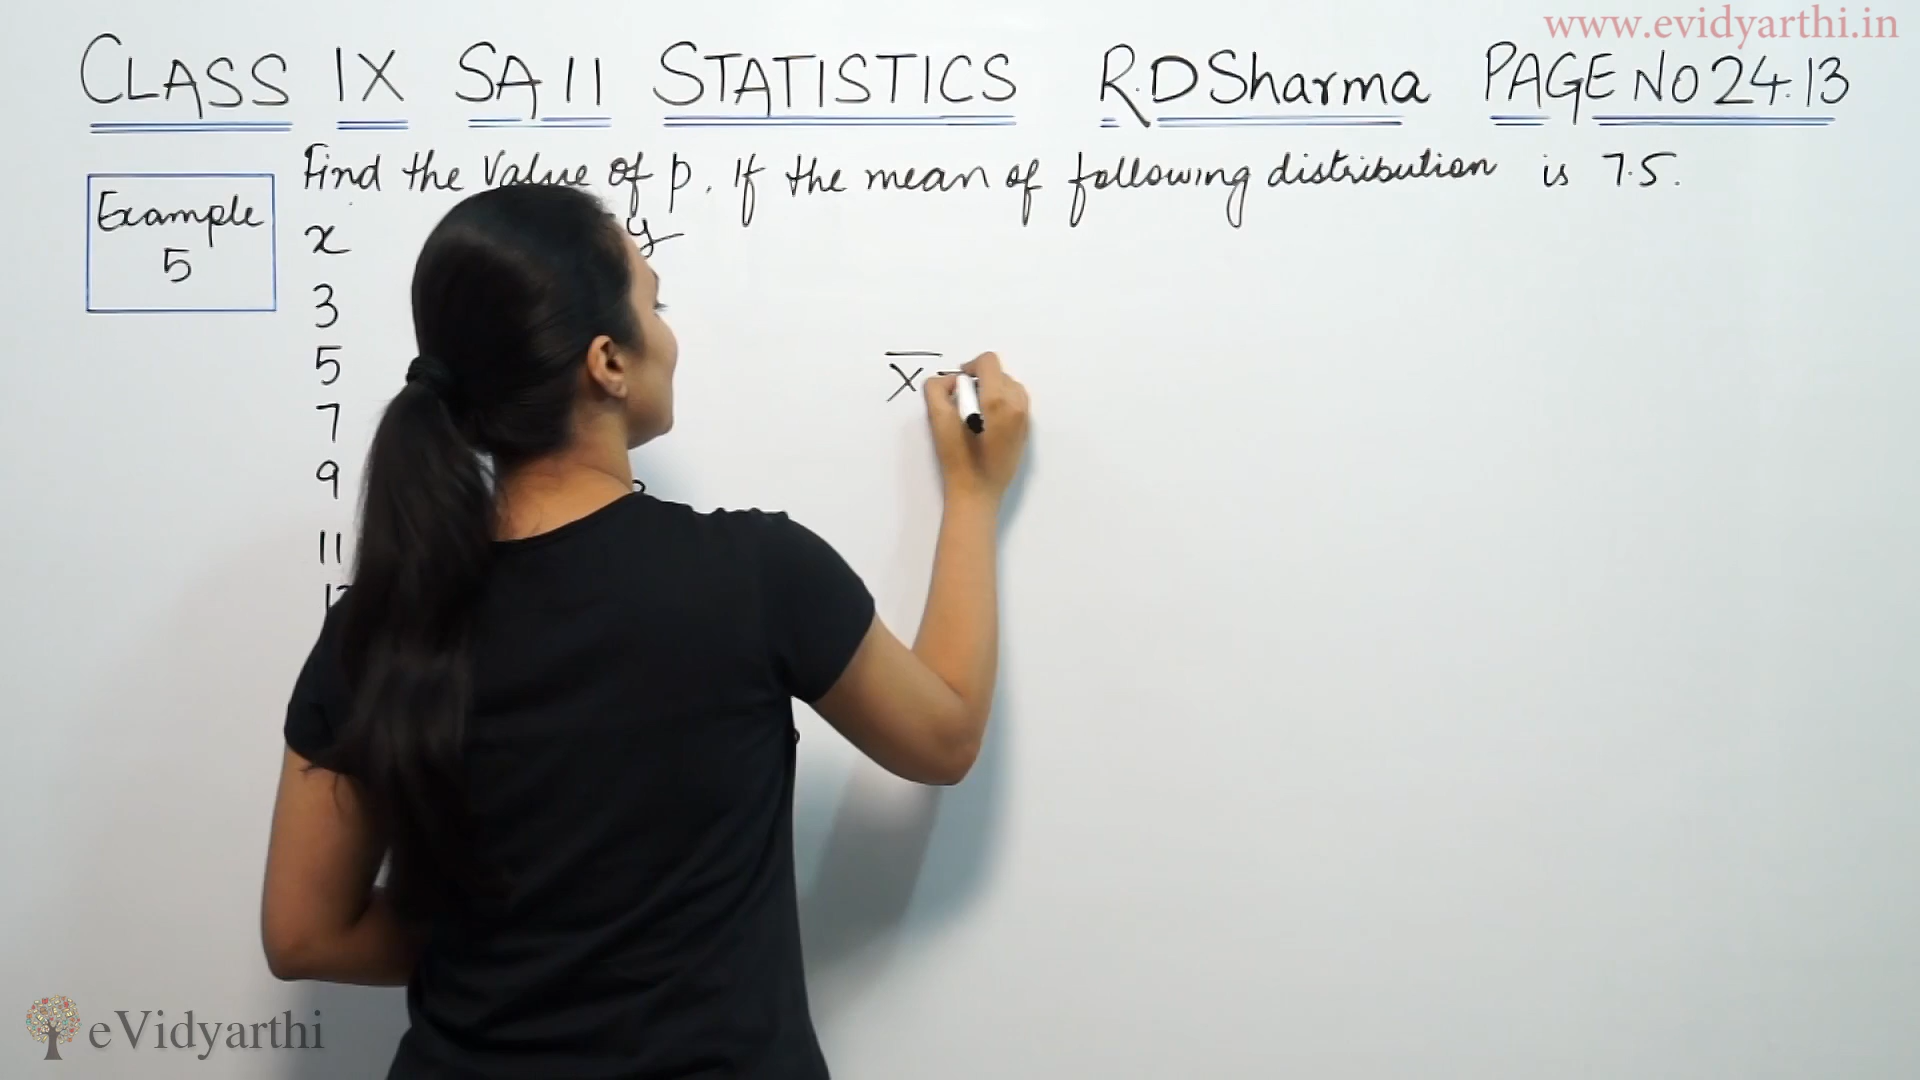 www.evidyarthi.in
CLASS IX SA II STATISTICS R.D Sharma PAGE NO 24.13
Example
5
Find the Value of p. If the mean of following distribution is 7.5.
x y
3
5
7
9
11
x̄ =
eVidyarthi